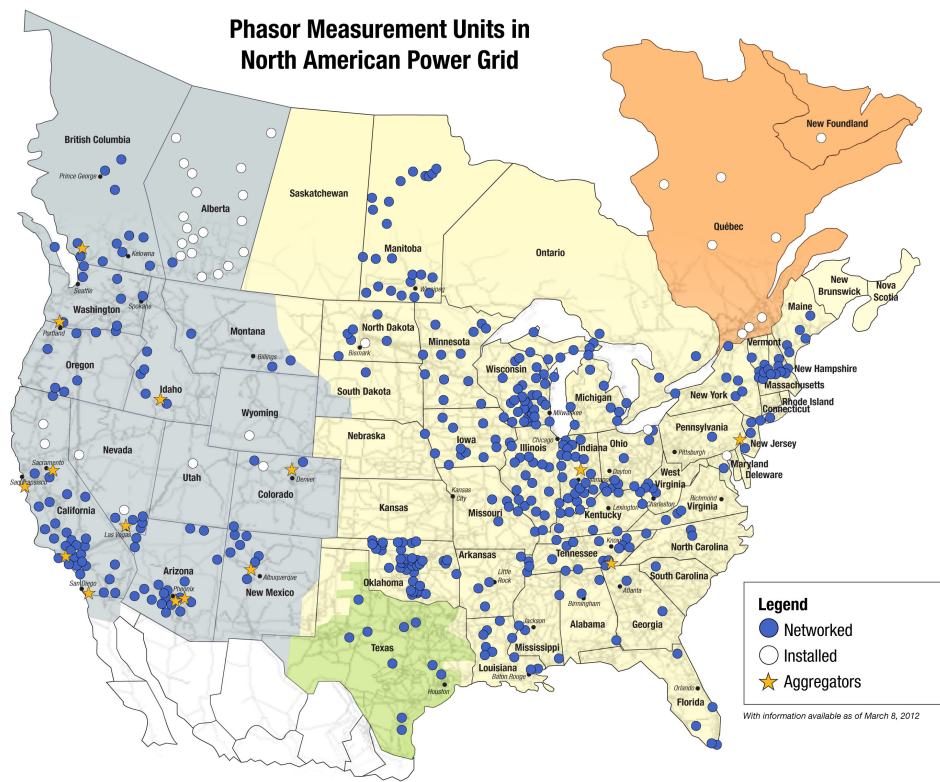 Phasor Measurement Units in
North American Power Grid
British Columbia
Prince George
Alberta
Saskatchewan
Manitoba
Ontario
Québec
New Foundland
New
Brunswick
Nova
Scotia
Maine
Kelowna
Winnipeg
Seattle
Washington
Spokane
Portland
Oregon
Montana
Billings
Idaho
Wyoming
North Dakota
Bismark
South Dakota
Minnesota
Wisconsin
Milwaukee
Michigan
Vermont
New Hampshire
Massachusetts
Rhode Island
Connecticut
New York
Pennsylvania
Pittsburgh
New Jersey
Maryland
Deleware
Nebraska
Iowa
Chicago
Illinois
Indiana
Ohio
Dayton
West
Virginia
Charleston
Richmond
Virginia
Nevada
Utah
Colorado
Denver
Sacramento
San Francisco
California
Las Vegas
San Diego
Arizona
Phoenix
New Mexico
Albuquerque
Kansas
Kansas
City
Missouri
Lexington
Kentucky
Tennessee
North Carolina
South Carolina
Oklahoma
Arkansas
Little
Rock
Birmingham
Atlanta
Alabama
Georgia
Jackson
Mississippi
Texas
Houston
Louisiana
Baton Rouge
Orlando
Florida
Legend
Networked
Installed
Aggregators
With information available as of March 8, 2012